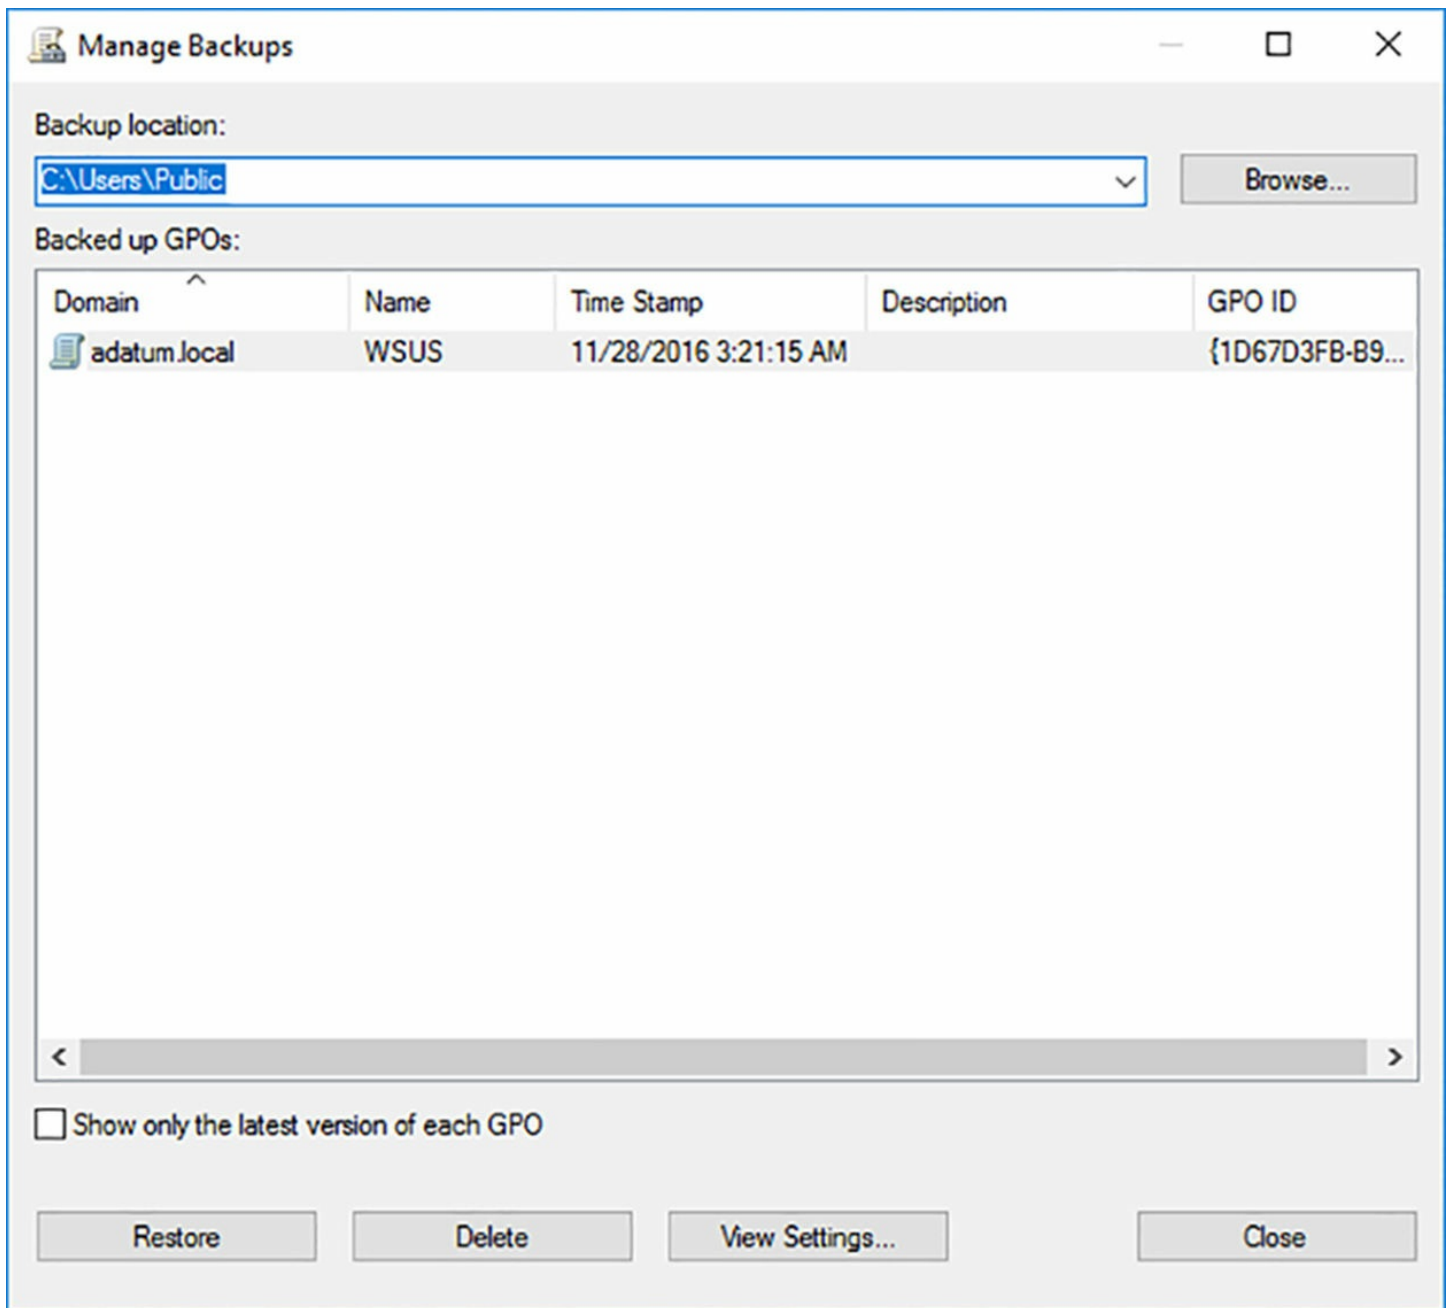 Manage Backups
Backup location:
C:\Users\Public
Browse...
Backed up GPOs:
Domain Name Time Stamp Description GPO ID
adatum.local WSUS 11/28/2016 3:21:15 AM {1D67D3FB-B9...
Show only the latest version of each GPO
Restore Delete View Settings... Close